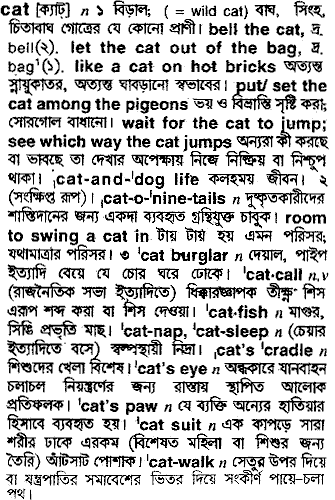 cat [ক্যাট্] n ১ বিড়াল; ( = wild cat) বাঘ, সিংহ,
চিতাবাঘ গোত্রের যে কোনো প্রাণী। bell the cat, দ্র.
bell(২). let the cat out of the bag, দ্র.
bag¹(১). like a cat on hot bricks অত্যন্ত
স্নায়ুকাতর, অত্যন্ত ঘাবড়ানো স্বভাবের। put/ set the
cat among the pigeons ভয় ও বিভ্রান্তি সৃষ্টি করা;
সোরগোল বাধানো। wait for the cat to jump;
see which way the cat jumps অন্যরা কী করছে
বা ভাবছে তা দেখার অপেক্ষায় নিজে নিষ্ক্রিয় বা নিশ্চুপ
থাকা। ˌcat-and-ˈdog life কলহময় জীবন। ২
(সংক্ষিপ্ত রূপ)। ˌcat-o-ˈnine-tails n দুষ্কৃতকারীদের
শাস্তিদানের জন্য একদা ব্যবহৃত গ্রন্থিযুক্ত চাবুক। room
to swing a cat in টায় টায় হয় এমন পরিসর;
যথামাত্রার পরিসর। ৩ ˈcat burglar n দেয়াল, পাইপ
ইত্যাদি বেয়ে যে চোর ঘরে ঢোকে। ˈcat·call n,v
(রাজনৈতিক সভা ইত্যাদিতে) ধিক্কারজ্ঞাপক তীক্ষ্ণ শিস
এরূপ শব্দ করা বা শিস দেওয়া। ˈcat·fish n মাগুর,
সিঙি প্রভৃতি মাছ। ˈcat-nap, ˈcat-sleep n (চেয়ার
ইত্যাদিতে বসে) স্বল্পস্থায়ী নিদ্রা। ˌcat's ˈcradle n
শিশুদের খেলা বিশেষ। ˈcat's eye n অন্ধকারে যানবাহন
চলাচল নিয়ন্ত্রণের জন্য রাস্তায় স্থাপিত আলোক
প্রতিফলক। ˈcat's paw n যে ব্যক্তি অন্যের হাতিয়ার
হিসাবে ব্যবহৃত হয়। ˈcat suit n এক কাপড়ে সারা
শরীর ঢাকে এরকম (বিশেষত মহিলা বা শিশুর জন্য
তৈরি) আঁটসাট পোশাক। ˈcat-walk n সেতুর উপর দিয়ে
বা যন্ত্রপাতির সমাবেশের ভিতর দিয়ে সংকীর্ণ পায়ে-চলা
পথ।